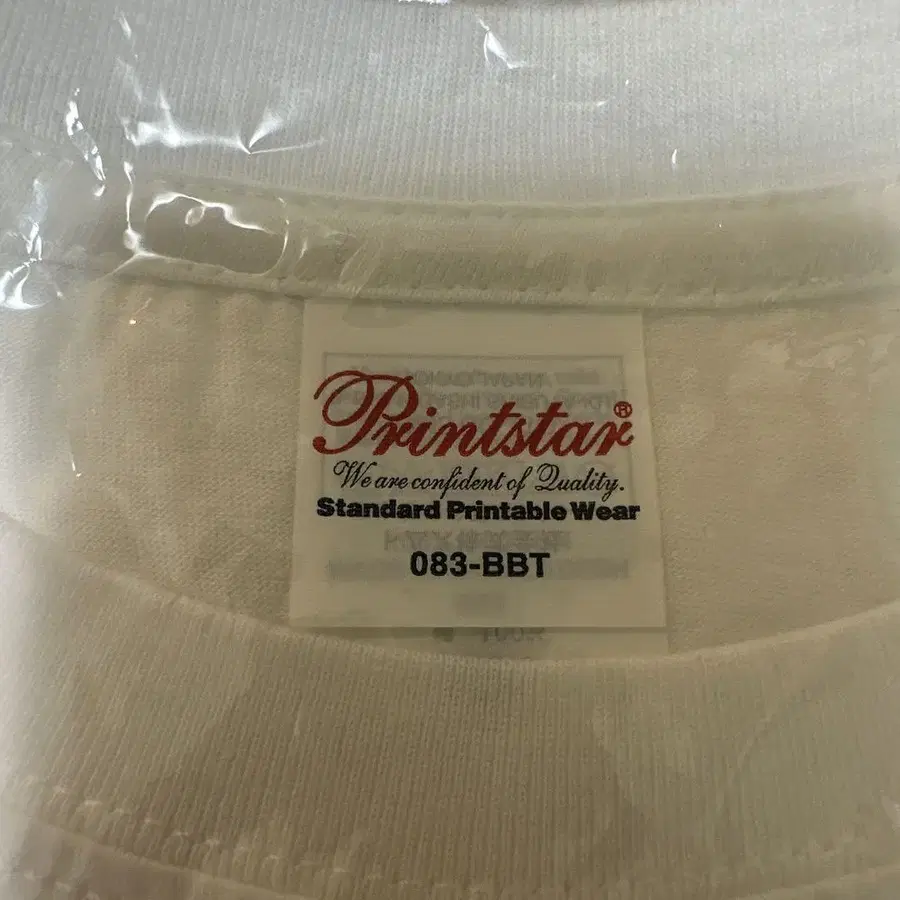 Printstar®
We are confident of Quality.
Standard Printable Wear
083-BBT